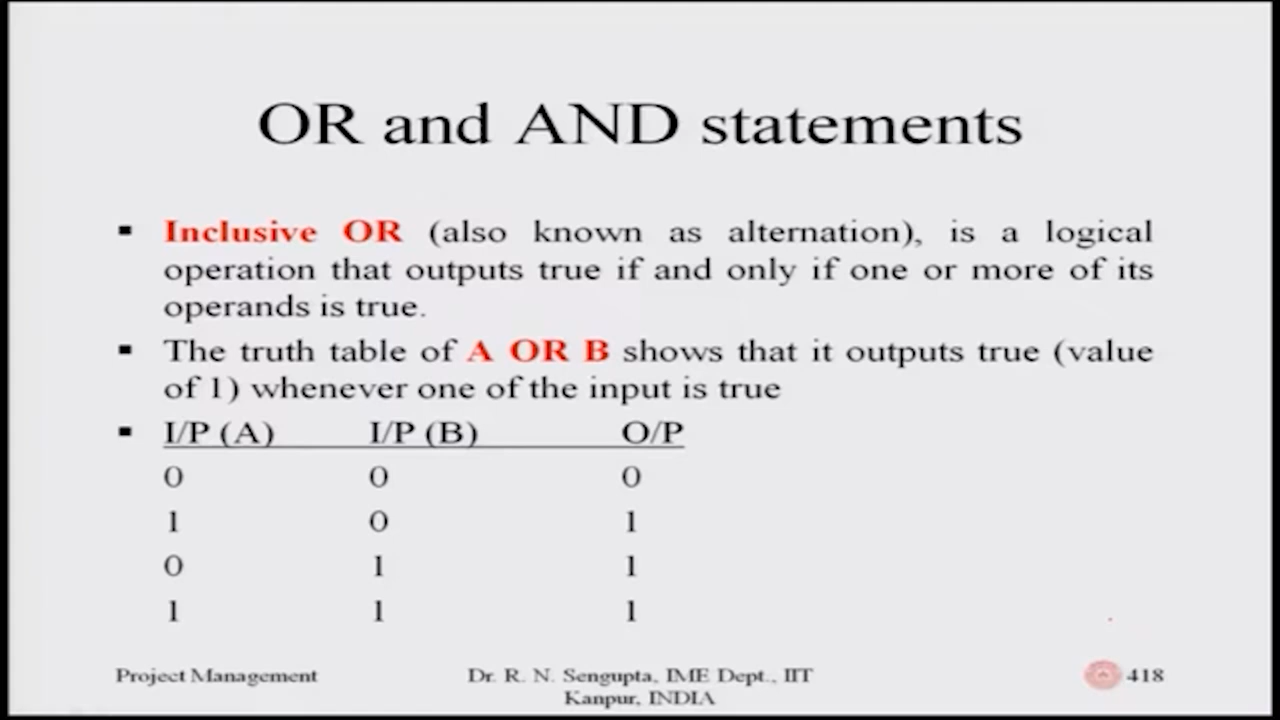 OR and AND statements
▪ Inclusive OR (also known as alternation), is a logical
operation that outputs true if and only if one or more of its
operands is true.
▪ The truth table of A OR B shows that it outputs true (value
of 1) whenever one of the input is true
▪ I/P (A) I/P (B) O/P
0 0 0
1 0 1
0 1 1
1 1 1
Project Management Dr. R. N. Sengupta, IME Dept., IIT 418
Kanpur, INDIA